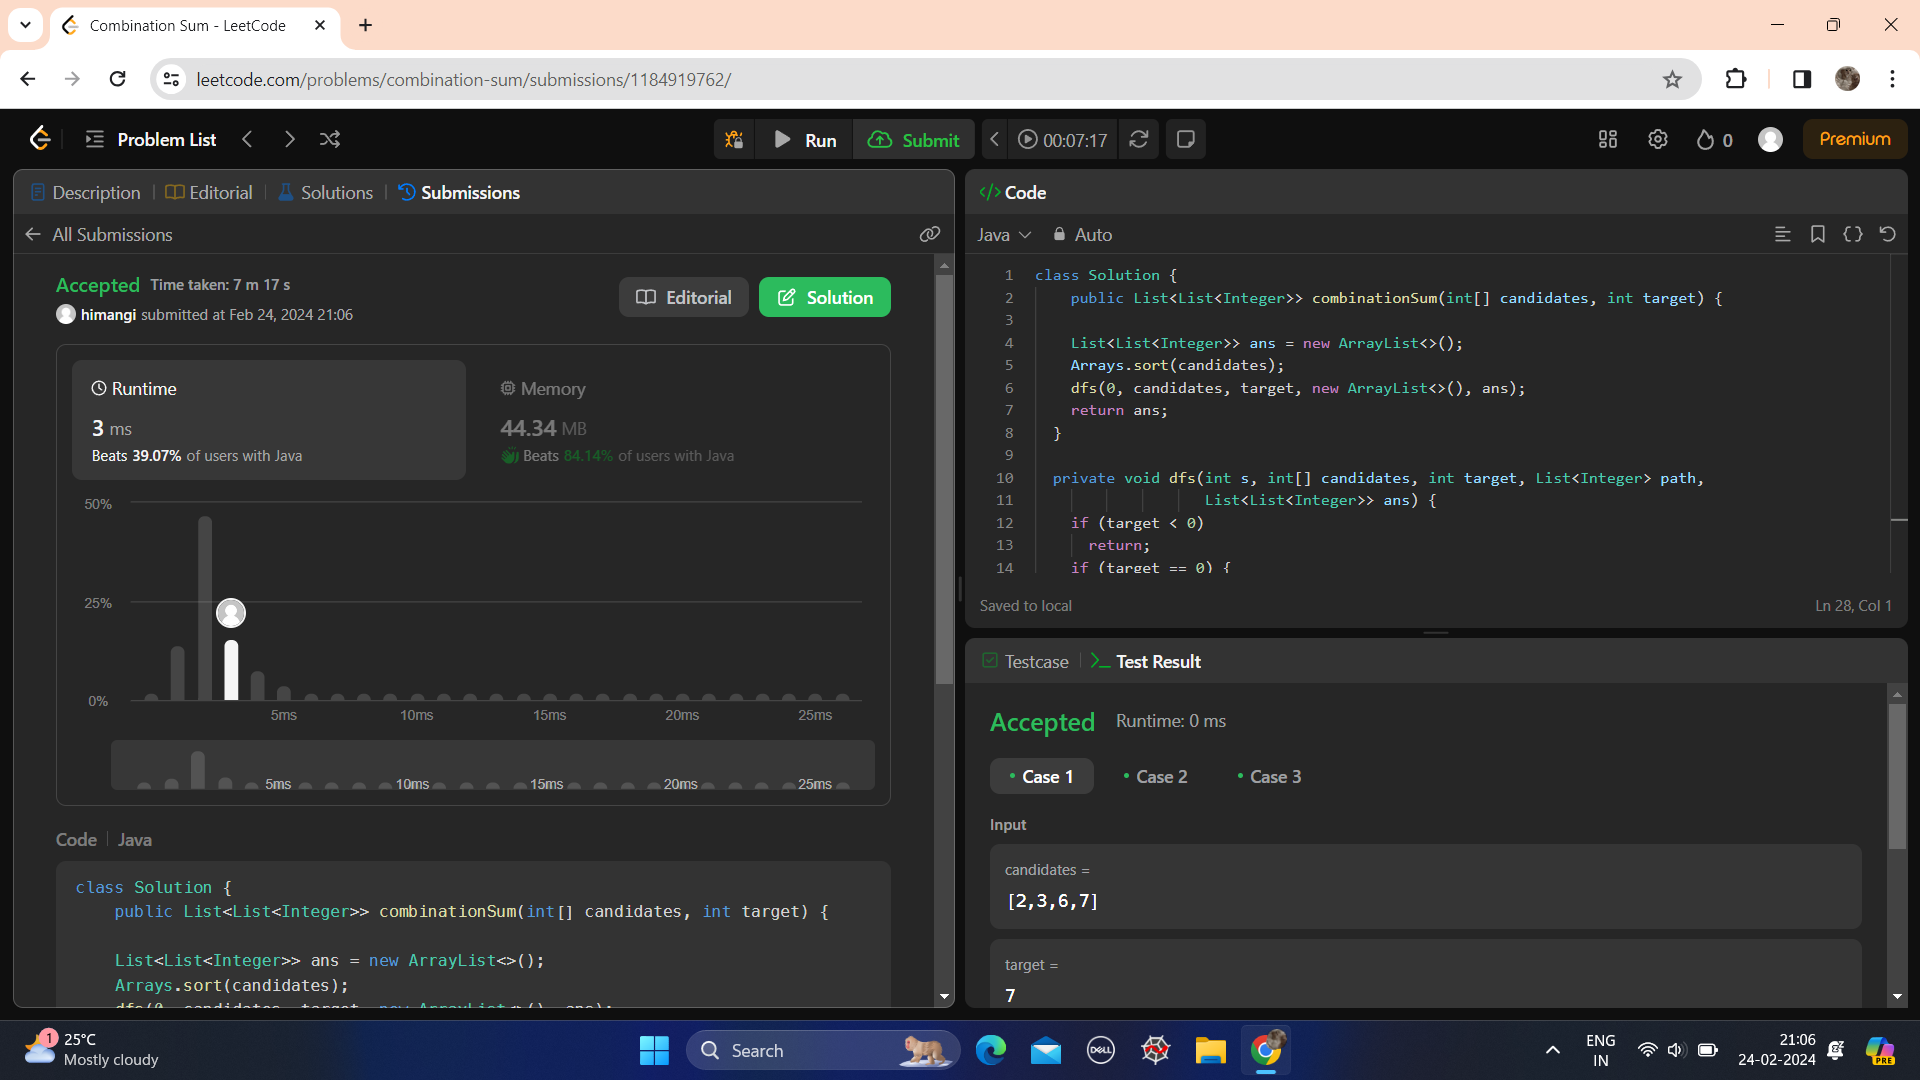 Combination Sum - LeetCode
leetcode.com/problems/combination-sum/submissions/1184919762/
Problem List
Run
Submit
00:07:17
0
Premium
Description
Editorial
Solutions
Submissions
All Submissions
Accepted Time taken: 7 m 17 s
himangi submitted at Feb 24, 2024 21:06
Editorial
Solution
Runtime
3 ms
Beats 39.07% of users with Java
Memory
44.34 MB
Beats 84.14% of users with Java
50%
25%
0%
5ms 10ms 15ms 20ms 25ms
5ms 10ms 15ms 20ms 25ms
Code Java
class Solution {
public List<List<Integer>> combinationSum(int[] candidates, int target) {
List<List<Integer>> ans = new ArrayList<>();
Arrays.sort(candidates);
dfs(0, candidates, target, new ArrayList<>(), ans);
</> Code
Java
Auto
1 class Solution {
2 public List<List<Integer>> combinationSum(int[] candidates, int target) {
3
4 List<List<Integer>> ans = new ArrayList<>();
5 Arrays.sort(candidates);
6 dfs(0, candidates, target, new ArrayList<>(), ans);
7 return ans;
8 }
9
10 private void dfs(int s, int[] candidates, int target, List<Integer> path,
11 List<List<Integer>> ans) {
12 if (target < 0)
13 return;
14 if (target == 0) {
Saved to local
Ln 28, Col 1
Testcase
Test Result
Accepted Runtime: 0 ms
Case 1
Case 2
Case 3
Input
candidates =
[2,3,6,7]
target =
7
1
25°C
Mostly cloudy
Search
DELL
ENG
IN
21:06
24-02-2024
PRE